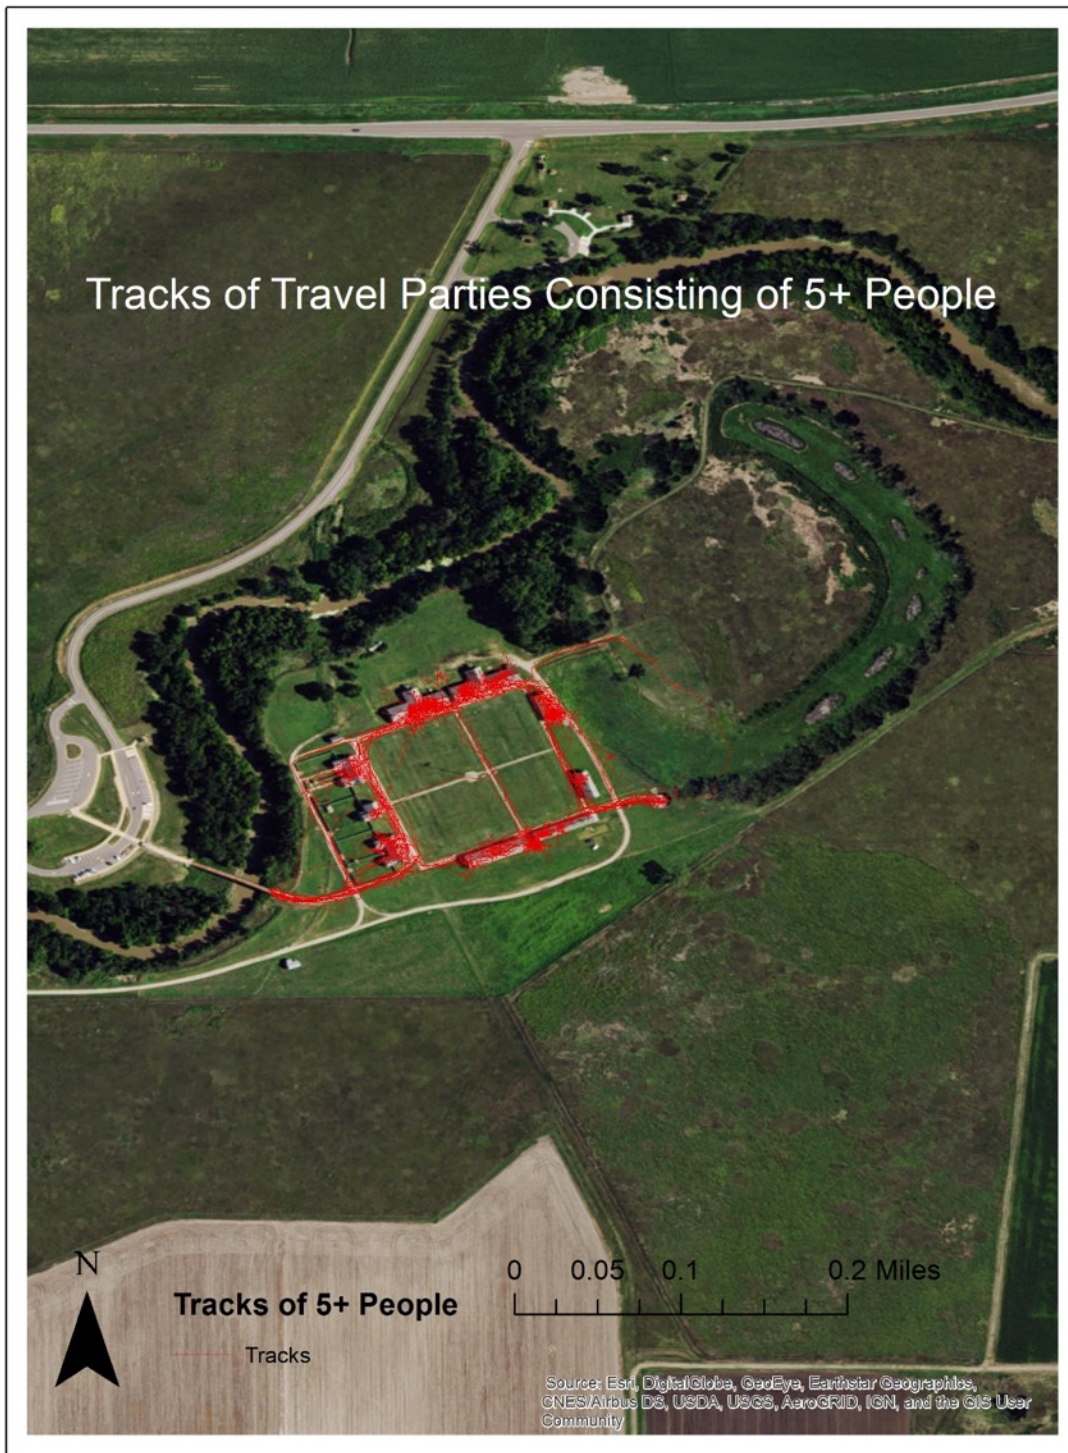 Tracks of Travel Parties Consisting of 5+ People
N
0 0.05 0.1 0.2 Miles
Tracks of 5+ People
Tracks
Source: Esri, DigitalGlobe, GeoEye, Earthstar Geographics,
CNES/Airbus DS, USDA, USGS, AeroGRID, IGN, and the GIS User
Community